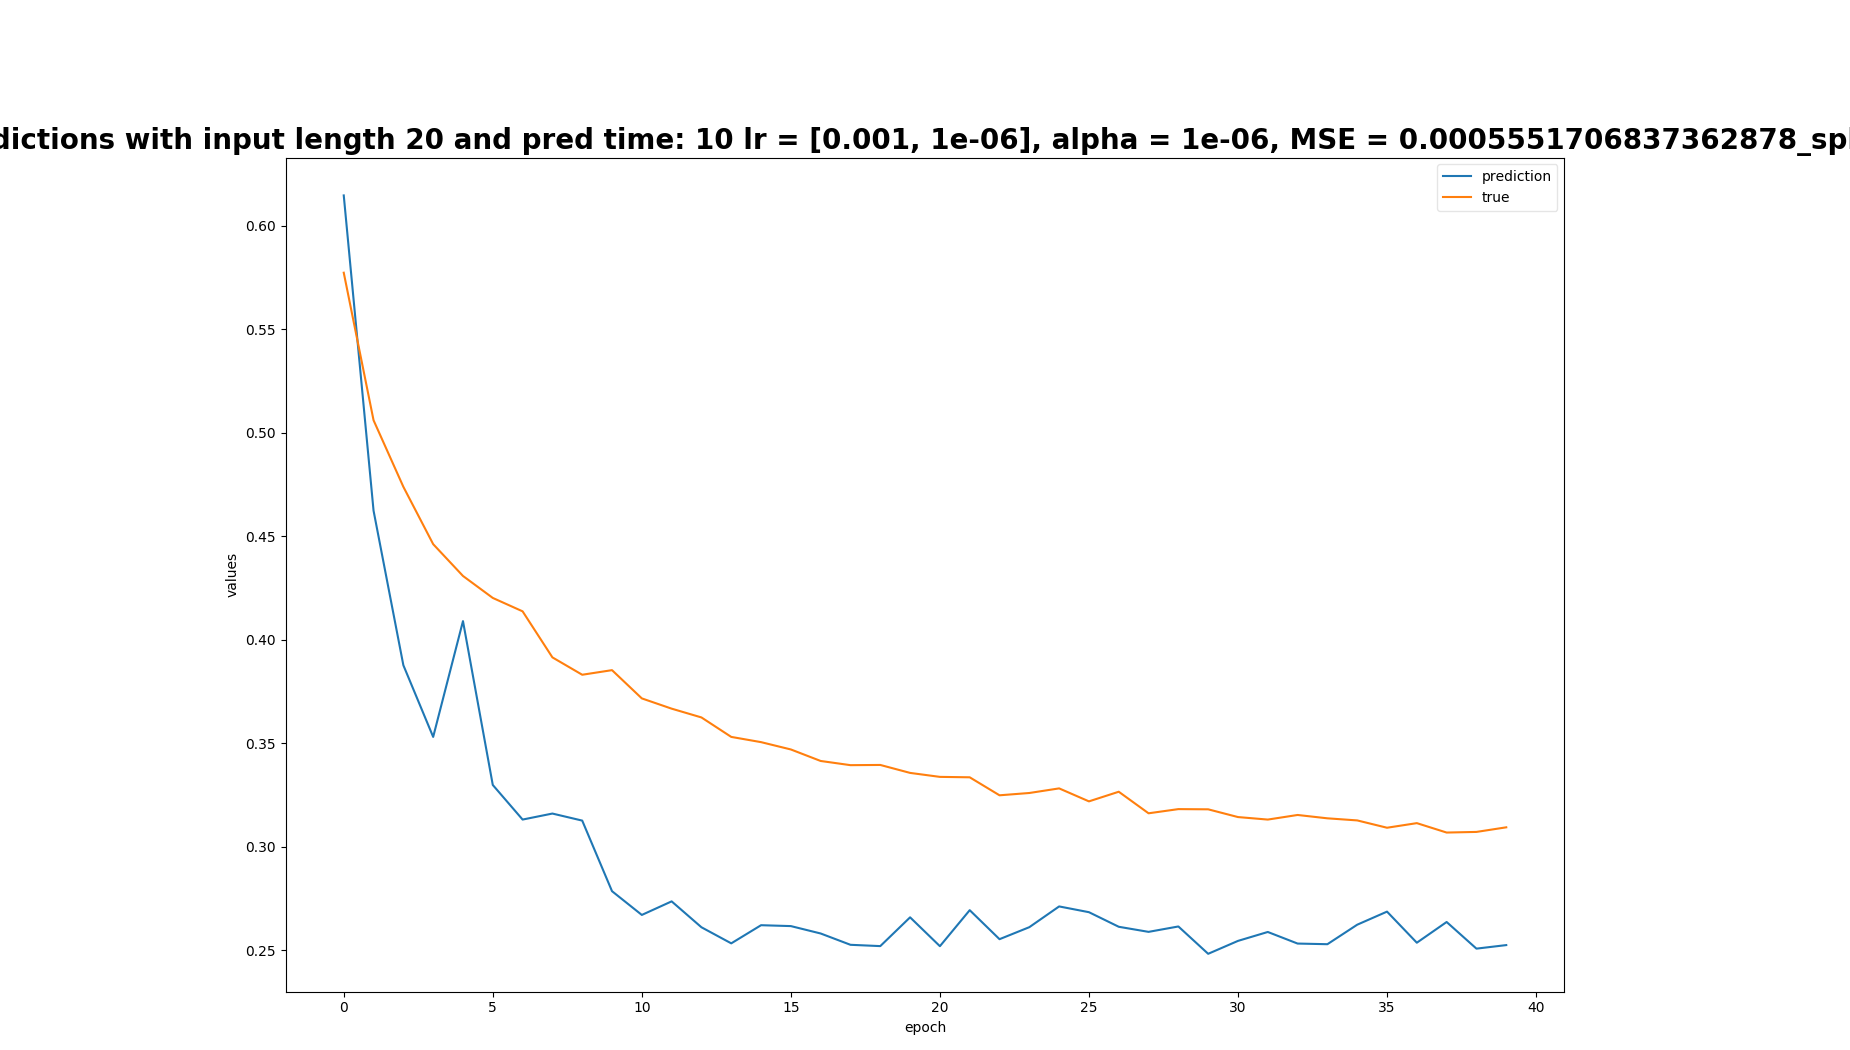 dictions with input length 20 and pred time: 10 lr = [0.001, 1e-06], alpha = 1e-06, MSE = 0.0005551706837362878_spl
prediction
true
0.60
0.55
0.50
0.45
0.40
0.35
0.30
0.25
values
0 5 10 15 20 25 30 35 40
epoch